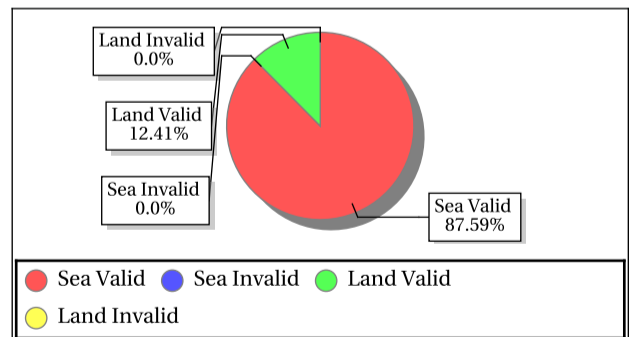 Land Invalid
0.0%
Land Valid
12.41%
Sea Invalid
0.0%
Sea Valid
87.59%
Sea Valid Sea Invalid Land Valid
Land Invalid